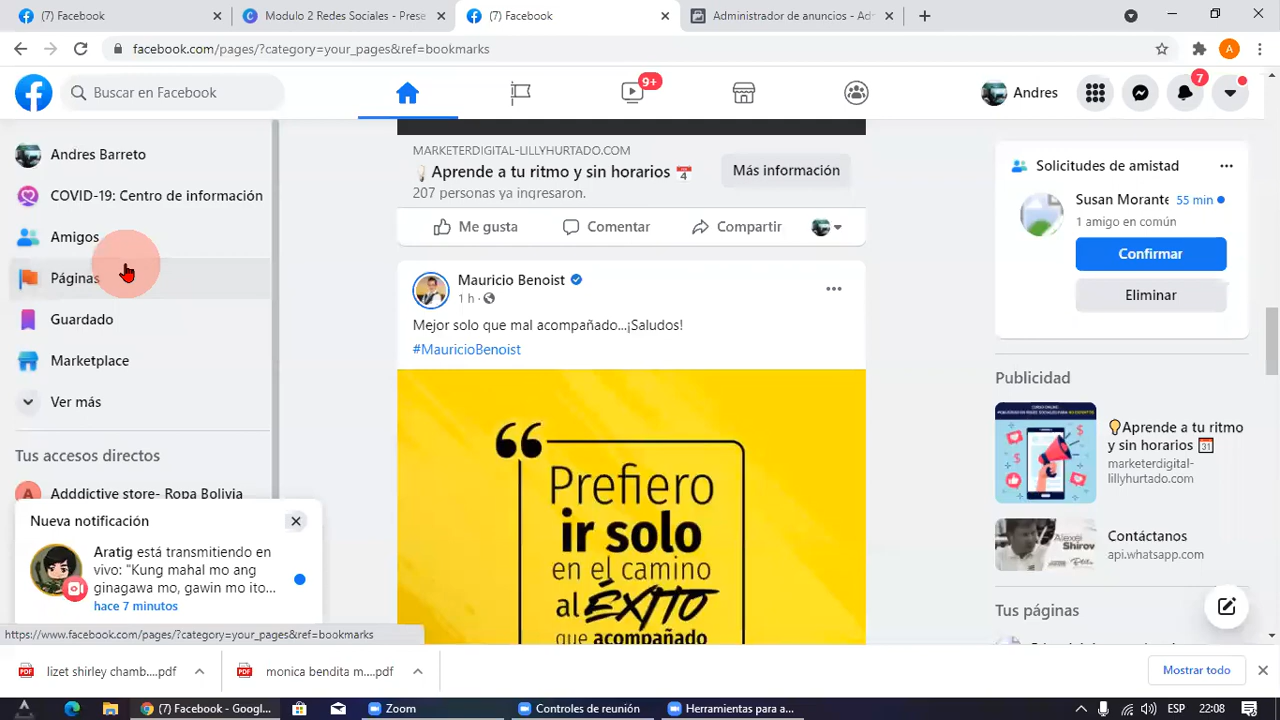 (7) Facebook
Modulo 2 Redes Sociales - Prese
(7) Facebook
Administrador de anuncios - Ad
facebook.com/pages/?category=your_pages&ref=bookmarks
A
Buscar en Facebook
9+
Andres
7
Andres Barreto
COVID-19: Centro de información
Amigos
Páginas
Guardado
Marketplace
Ver más
Tus accesos directos
A
Adddictive store- Ropa Bolivia
Nueva notificación
Aratig está transmitiendo en
vivo: "Kung mahal mo ang
ginagawa mo, gawin mo ito...
hace 7 minutos
https://www.facebook.com/pages/?category=your_pages&ref=bookmarks
MARKETERDIGITAL-LILLYHURTADO.COM
Aprende a tu ritmo y sin horarios
207 personas ya ingresaron.
Más información
Me gusta
Comentar
Compartir
Mauricio Benoist
1 h
Mejor solo que mal acompañado...¡Saludos!
#MauricioBenoist
Prefiero
ir solo
en el camino
al ÉXITO
que acompañado
Solicitudes de amistad
Susan Morante
55 min
1 amigo en común
Confirmar
Eliminar
Publicidad
Aprende a tu ritmo
y sin horarios
marketerdigital-
lillyhurtado.com
Alexei
Shirov
Contáctanos
api.whatsapp.com
Tus páginas
lizet shirley chamb....pdf
monica bendita m....pdf
Mostrar todo
(7) Facebook - Googl...
Zoom
Controles de reunión
Herramientas para a...
ESP
22:08